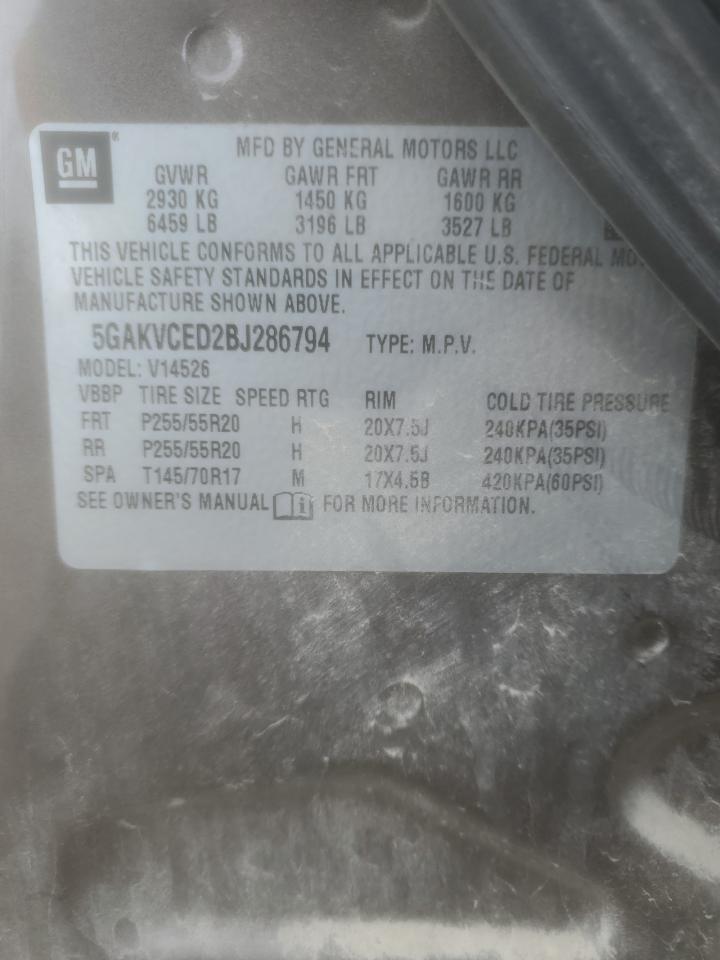 GM®
MFD BY GENERAL MOTORS LLC
GVWR GAWR FRT GAWR RR
2930 KG 1450 KG 1600 KG
6459 LB 3196 LB 3527 LB
THIS VEHICLE CONFORMS TO ALL APPLICABLE U.S. FEDERAL
VEHICLE SAFETY STANDARDS IN EFFECT ON THE DATE OF
MANUFACTURE SHOWN ABOVE.
5GAKVCED2BJ286794 TYPE: M.P.V.
MODEL: V14526
VBBP TIRE SIZE SPEED RTG RIM COLD TIRE PRESSURE
FRT P255/55R20 H 20X7.5J 240KPA(35PSI)
RR P255/55R20 H 20X7.5J 240KPA(35PSI)
SPA T145/70R17 M 17X4.5B 420KPA(60PSI)
SEE OWNER'S MANUAL i FOR MORE INFORMATION.